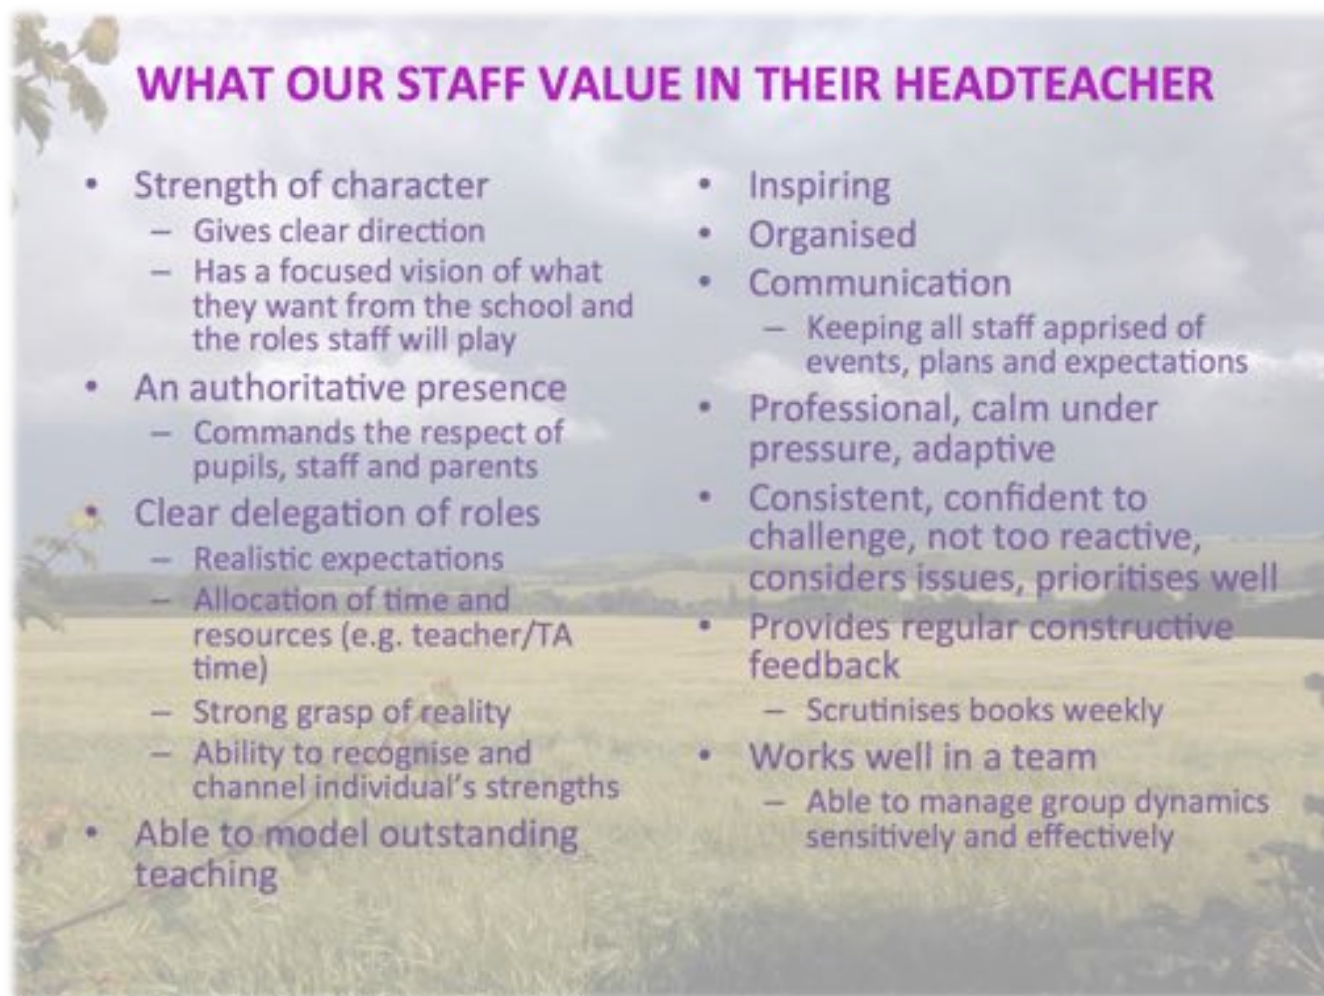 WHAT OUR STAFF VALUE IN THEIR HEADTEACHER
• Strength of character
– Gives clear direction
– Has a focused vision of what
they want from the school and
the roles staff will play
• An authoritative presence
– Commands the respect of
pupils, staff and parents
• Clear delegation of roles
– Realistic expectations
– Allocation of time and
resources (e.g. teacher/TA
time)
– Strong grasp of reality
– Ability to recognise and
channel individual's strengths
• Able to model outstanding
teaching
• Inspiring
• Organised
• Communication
– Keeping all staff apprised of
events, plans and expectations
• Professional, calm under
pressure, adaptive
• Consistent, confident to
challenge, not too reactive,
considers issues, prioritises well
• Provides regular constructive
feedback
– Scrutinises books weekly
• Works well in a team
– Able to manage group dynamics
sensitively and effectively